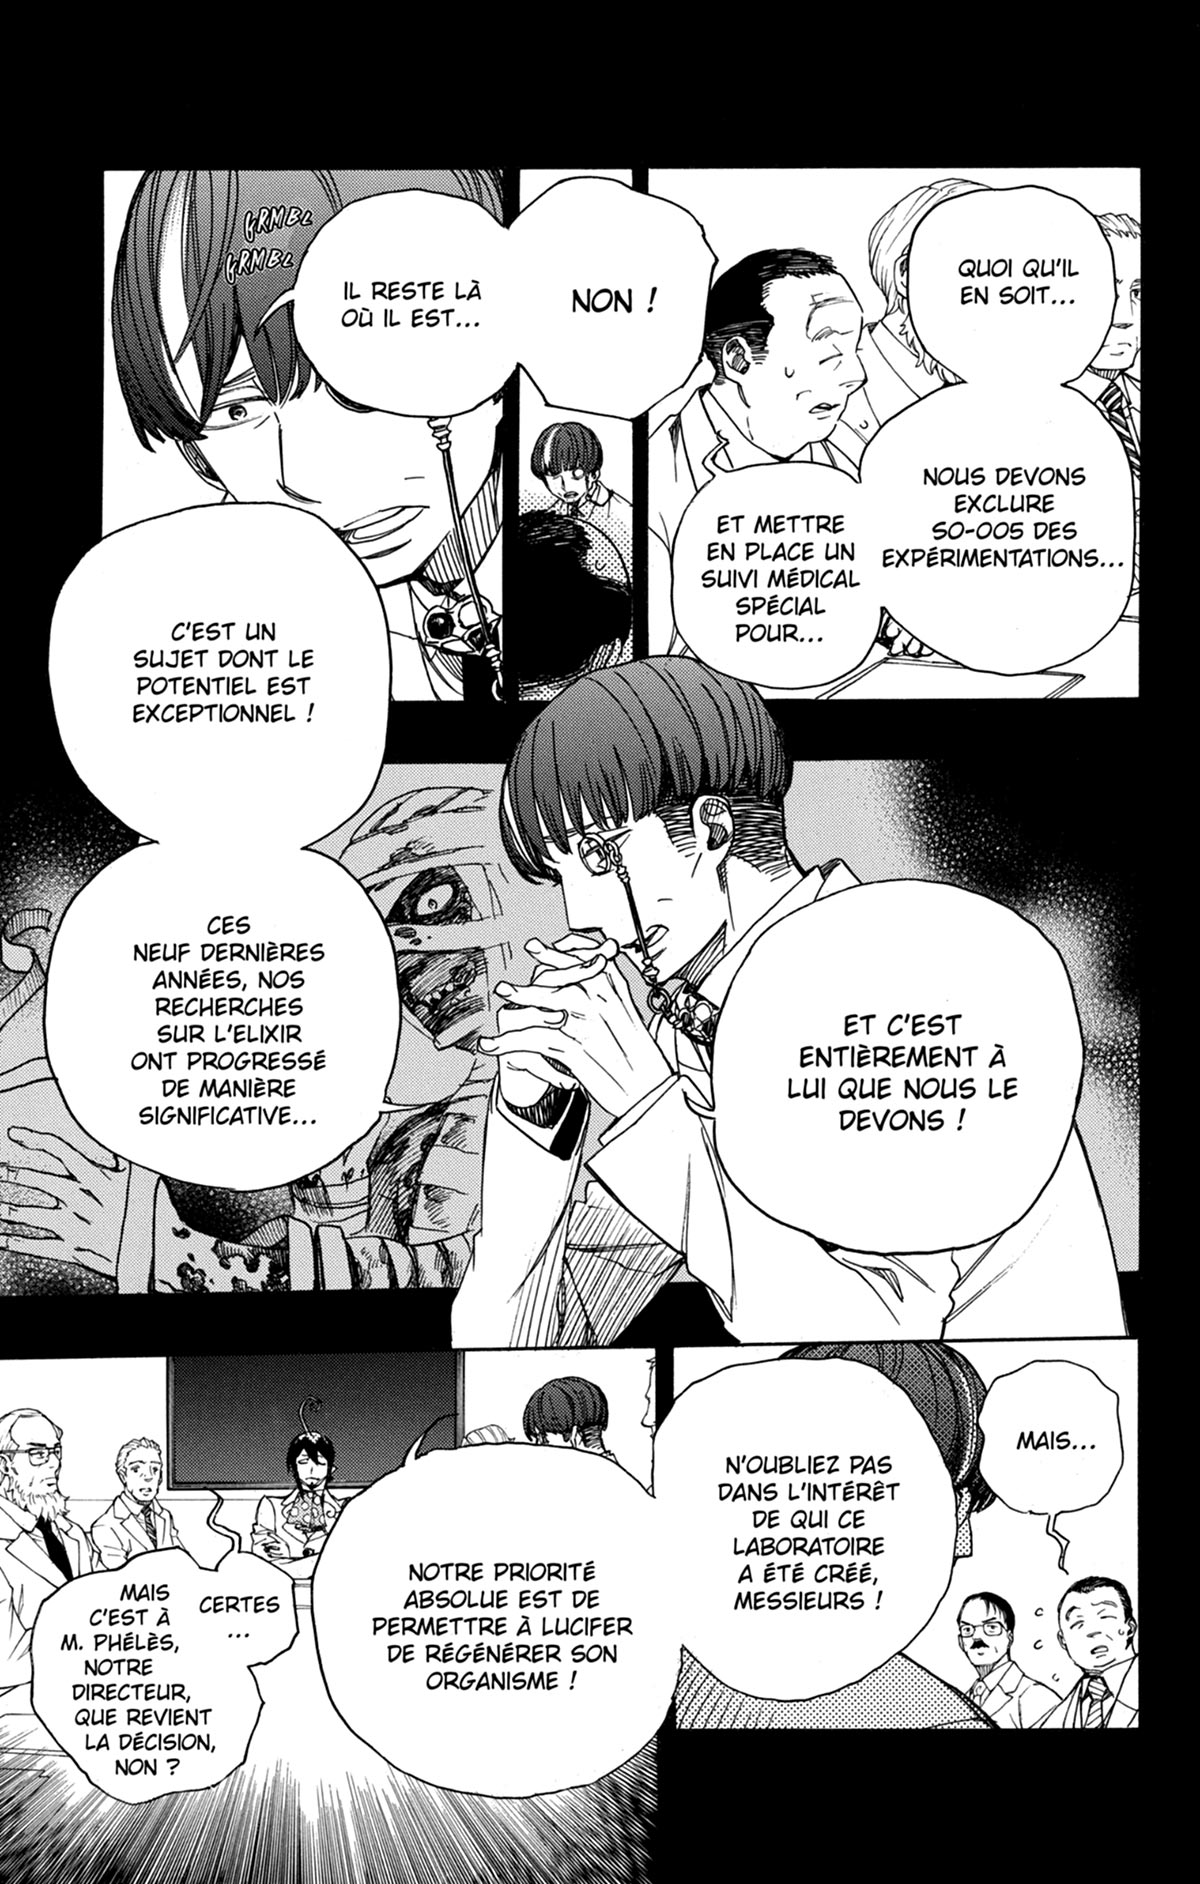 QUOI QU'IL
EN SOIT...
NOUS DEVONS
EXCLURE
SO-005 DES
EXPÉRIMENTATIONS...
ET METTRE
EN PLACE UN
SUIVI MÉDICAL
SPÉCIAL
POUR...
NON !
IL RESTE LÀ
OÙ IL EST...
GRMBL
GRMBL
C'EST UN
SUJET DONT LE
POTENTIEL EST
EXCEPTIONNEL !
CES
NEUF DERNIÈRES
ANNÉES, NOS
RECHERCHES
SUR L'ELIXIR
ONT PROGRESSÉ
DE MANIÈRE
SIGNIFICATIVE...
ET C'EST
ENTIÈREMENT À
LUI QUE NOUS LE
DEVONS !
MAIS...
N'OUBLIEZ PAS
DANS L'INTÉRÊT
DE QUI CE
LABORATOIRE
A ÉTÉ CRÉÉ,
MESSIEURS !
NOTRE PRIORITÉ
ABSOLUE EST DE
PERMETTRE À LUCIFER
DE RÉGÉNÉRER SON
ORGANISME !
CERTES
...
MAIS
C'EST À
M. PHÉLÈS,
NOTRE
DIRECTEUR,
QUE REVIENT
LA DÉCISION,
NON ?